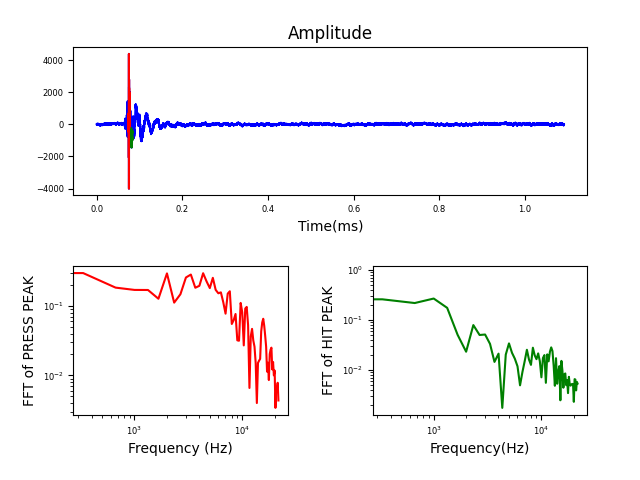 Amplitude
4000
2000
0
−2000
−4000
0.0 0.2 0.4 0.6 0.8 1.0
Time(ms)
FFT of PRESS PEAK
10⁻¹
10⁻²
10³ 10⁴
Frequency (Hz)
FFT of HIT PEAK
10⁰
10⁻¹
10⁻²
10³ 10⁴
Frequency(Hz)